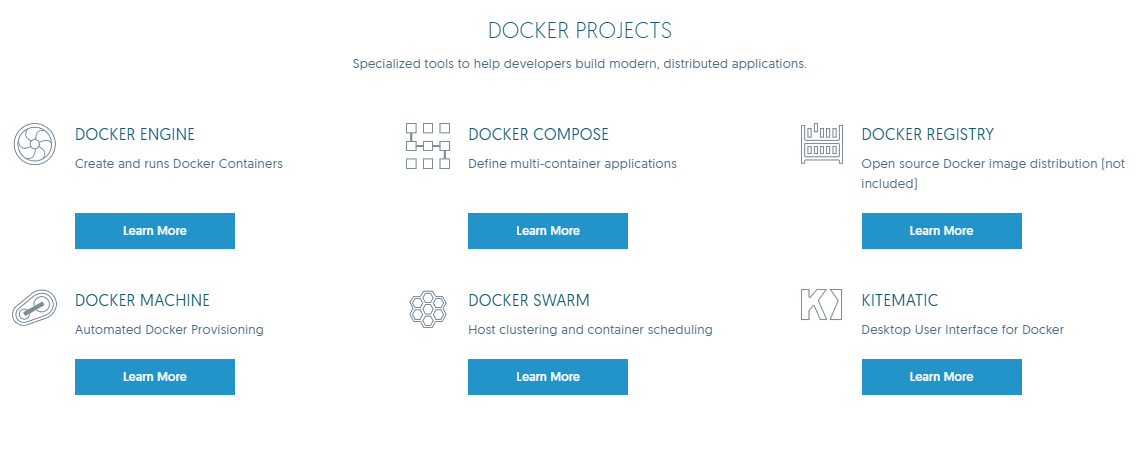 DOCKER PROJECTS
Specialized tools to help developers build modern, distributed applications.
DOCKER ENGINE
Create and runs Docker Containers
Learn More
DOCKER COMPOSE
Define multi-container applications
Learn More
DOCKER REGISTRY
Open source Docker image distribution (not
included)
Learn More
DOCKER MACHINE
Automated Docker Provisioning
Learn More
DOCKER SWARM
Host clustering and container scheduling
Learn More
KITEMATIC
Desktop User Interface for Docker
Learn More